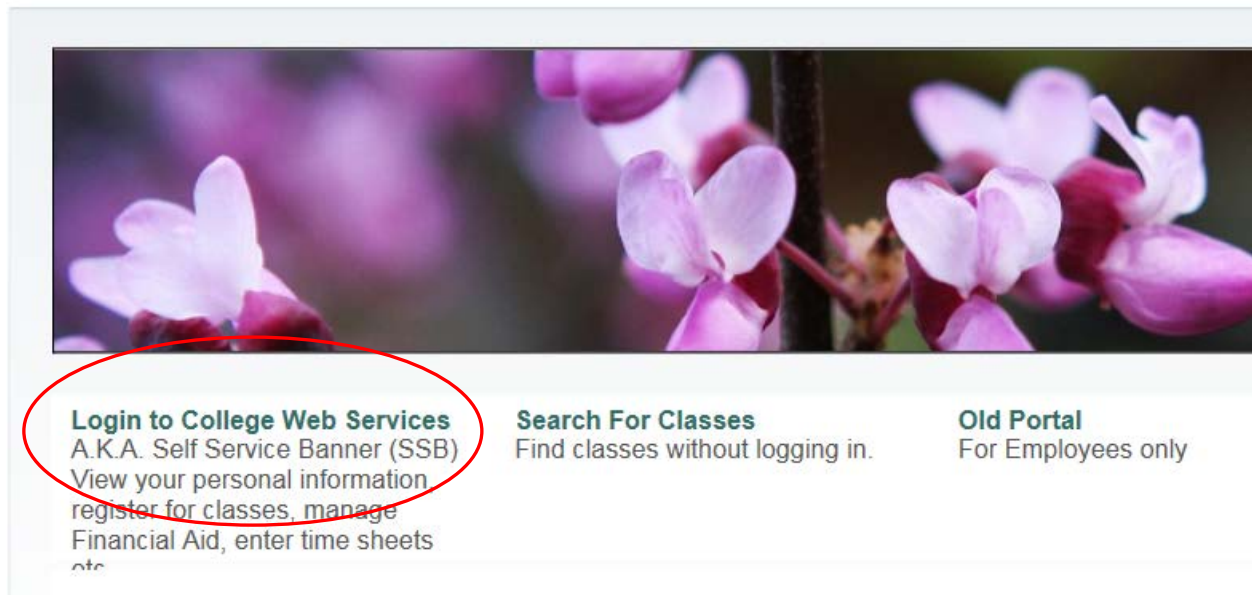 Login to College Web Services
A.K.A. Self Service Banner (SSB)
View your personal information,
register for classes, manage
Financial Aid, enter time sheets
etc
Search For Classes
Find classes without logging in.
Old Portal
For Employees only